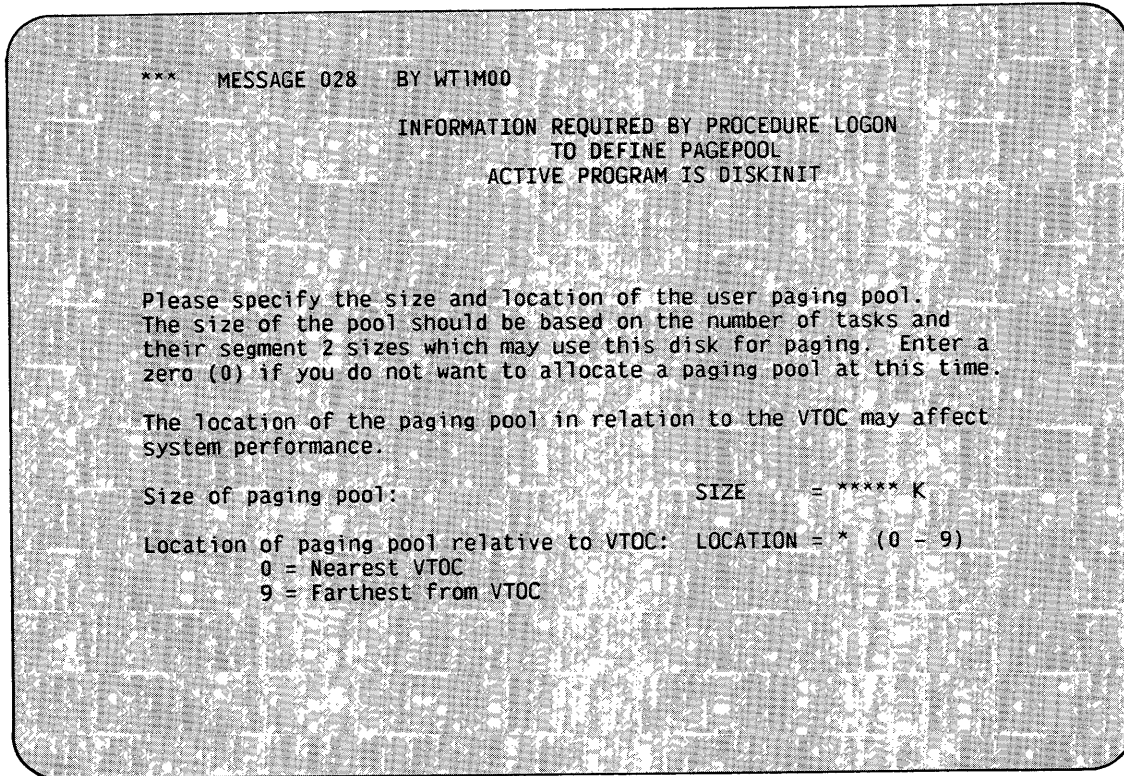 *** MESSAGE 028 BY WT1M00
INFORMATION REQUIRED BY PROCEDURE LOGON
TO DEFINE PAGEPOOL
ACTIVE PROGRAM IS DISKINIT
Please specify the size and location of the user paging pool.
The size of the pool should be based on the number of tasks and
their segment 2 sizes which may use this disk for paging. Enter a
zero (0) if you do not want to allocate a paging pool at this time.
The location of the paging pool in relation to the VTOC may affect
system performance.
Size of paging pool: SIZE = ***** K
Location of paging pool relative to VTOC: LOCATION = * (0 - 9)
0 = Nearest VTOC
9 = Farthest from VTOC